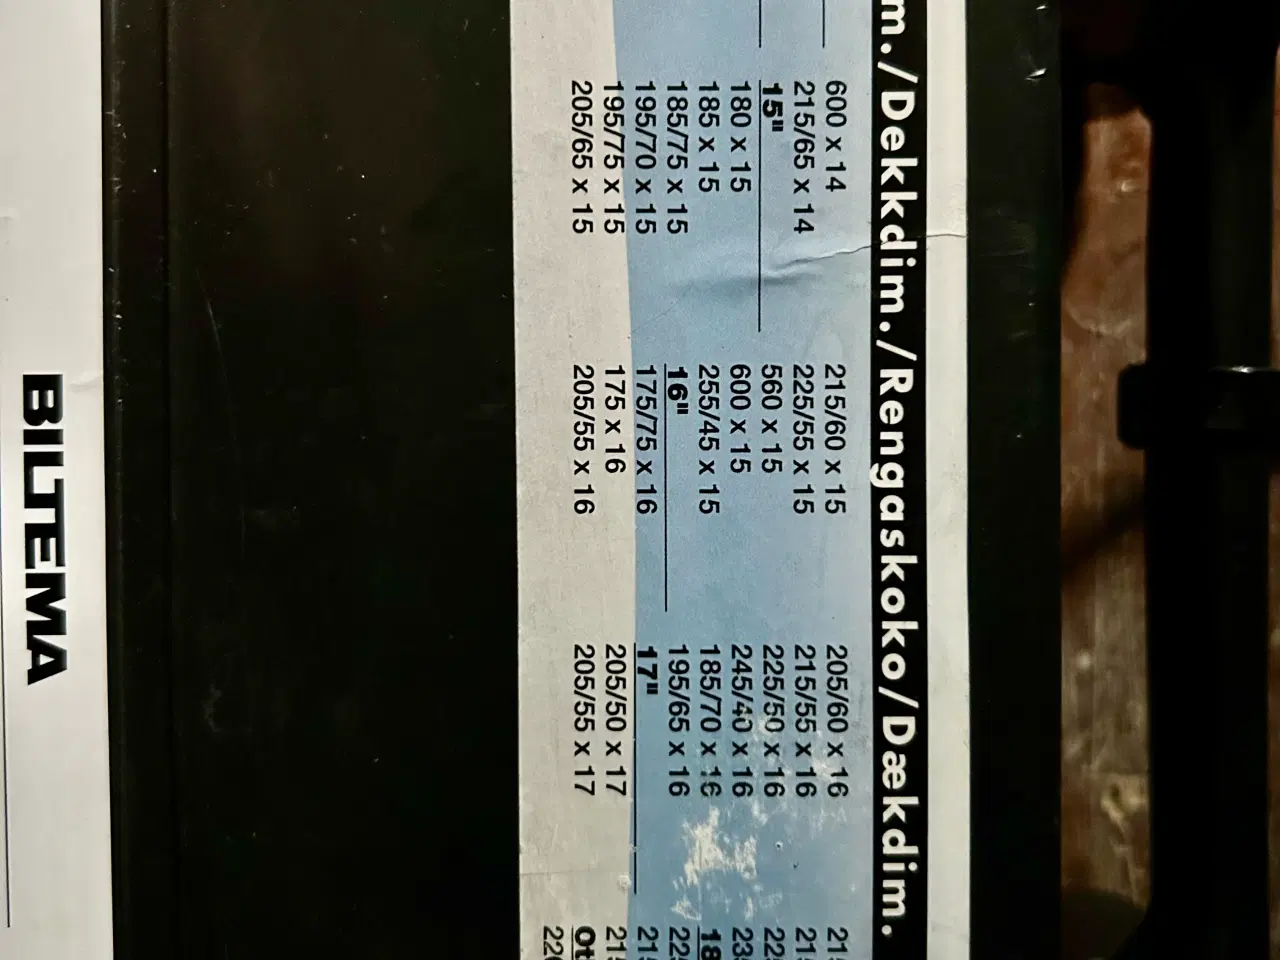 m./Dekkdim./Rengaskoko/Dækdim.
600 x 14
215/65 x 14
15"
180 x 15
185 x 15
185/75 x 15
195/70 x 15
195/75 x 15
205/65 x 15
215/60 x 15
225/55 x 15
560 x 15
600 x 15
255/45 x 15
16"
175/75 x 16
175 x 16
205/55 x 16
205/60 x 16
215/55 x 16
225/50 x 16
245/40 x 16
185/70 x 16
195/65 x 16
17"
205/50 x 17
205/55 x 17
BILTEMA